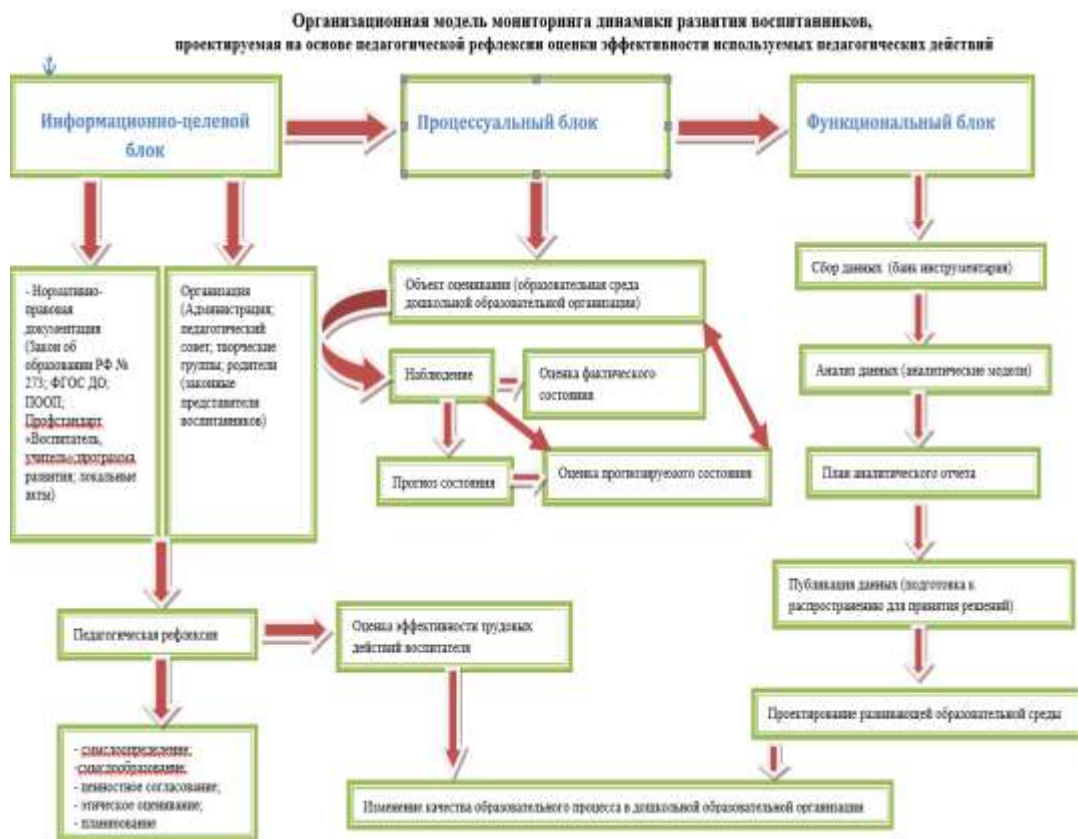 Организационная модель мониторинга динамики развития воспитанников,
проектируемая на основе педагогической рефлексии оценки эффективности используемых педагогических действий
Информационно-целевой
блок
Процессуальный блок
Функциональный блок
- Нормативно-
правовая
документация
(Закон об
образовании РФ №
273; ФГОС ДО;
ПООП;
Профстандарт
«Воспитатель,
учитель»; программа
развития; локальные
акты)
Организация
(Администрация;
педагогический
совет; творческие
группы; родители
(законные
представители
воспитанников)
Объект оценивания (образовательная среда
дошкольной образовательной организации)
Наблюдение
Оценка фактического
состояния
Прогноз состояния
Оценка прогнозируемого состояния
Сбор данных (банк инструментария)
Анализ данных (аналитические модели)
План аналитического отчета
Публикация данных (подготовка к
распространению для принятия решений)
Проектирование развивающей образовательной среды
Педагогическая рефлексия
Оценка эффективности трудовых
действий воспитателя
- смыслоопределение;
-смыслообразование;
- ценностное согласование;
- этическое оценивание;
- планирование
Изменение качества образовательного процесса в дошкольной образовательной организации